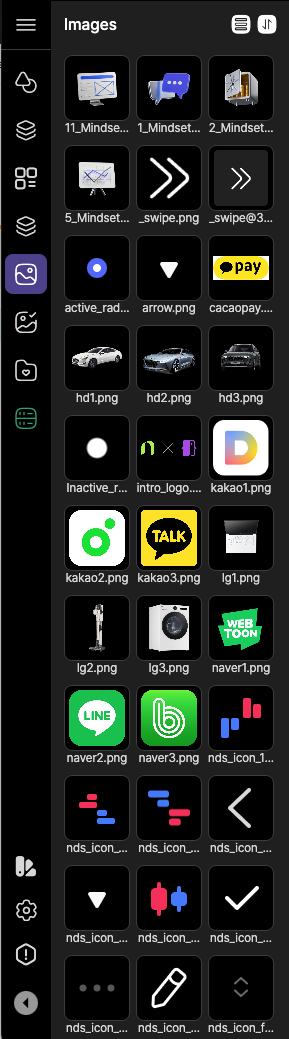 Images
11_Mindse... 1_Mindset... 2_Mindset...
5_Mindset... _swipe.png _swipe@3...
pay
active_rad... arrow.png cacaopay....
hd1.png hd2.png hd3.png
Inactive_r... intro_logo.... kakao1.png
TALK
kakao2.png kakao3.png lg1.png
WEB
TOON
lg2.png lg3.png naver1.png
LINE
naver2.png naver3.png nds_icon_1...
nds_icon_... nds_icon_... nds_icon_...
nds_icon_... nds_icon_... nds_icon_...
nds_icon_... nds_icon_... nds_icon_f...